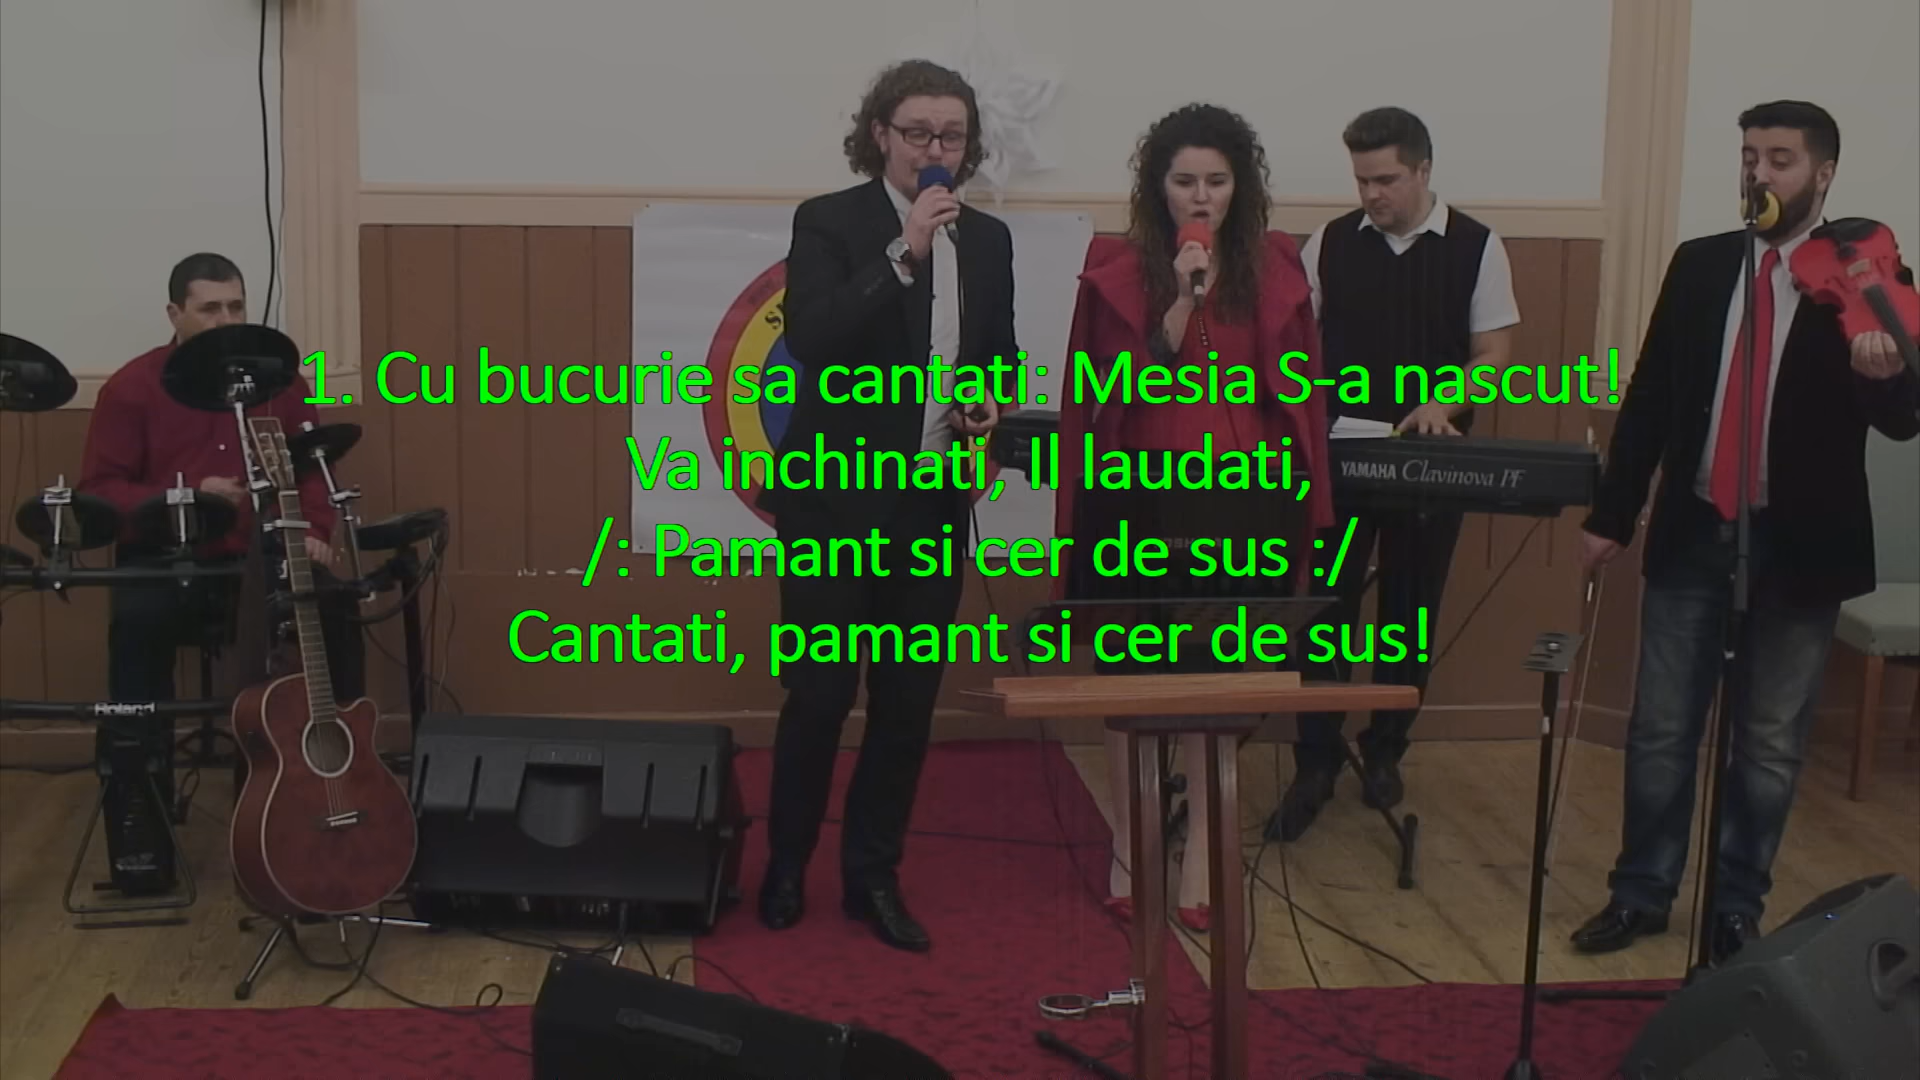 1. Cu bucurie sa cantati: Mesia S-a nascut!
Va inchinati, Il laudati,
/: Pamant si cer de sus :/
Cantati, pamant si cer de sus!
YAMAHA Clavinova PF
Roland